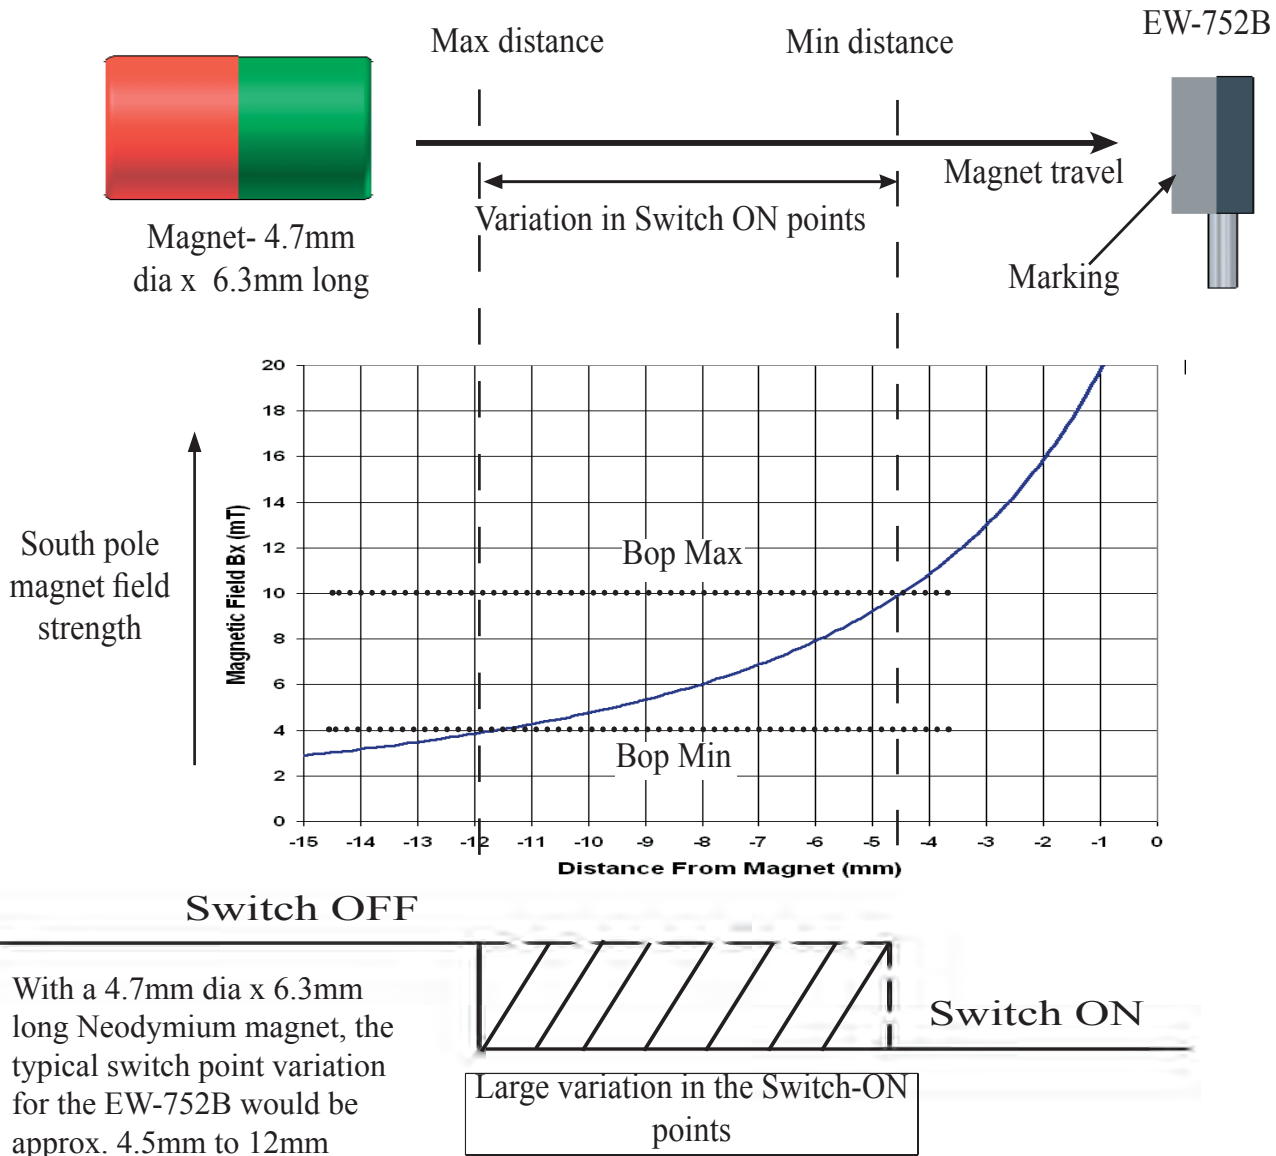 EW-752B
Max distance
Min distance
Magnet travel
Variation in Switch ON points
Magnet- 4.7mm
dia x 6.3mm long
Marking
20
18
16
14
12
10
8
6
4
2
0
Magnetic Field Bx (mT)
South pole
magnet field
strength
Bop Max
Bop Min
-15 -14 -13 -12 -11 -10 -9 -8 -7 -6 -5 -4 -3 -2 -1 0
Distance From Magnet (mm)
Switch OFF
With a 4.7mm dia x 6.3mm
long Neodymium magnet, the
typical switch point variation
for the EW-752B would be
approx. 4.5mm to 12mm
Switch ON
Large variation in the Switch-ON
points